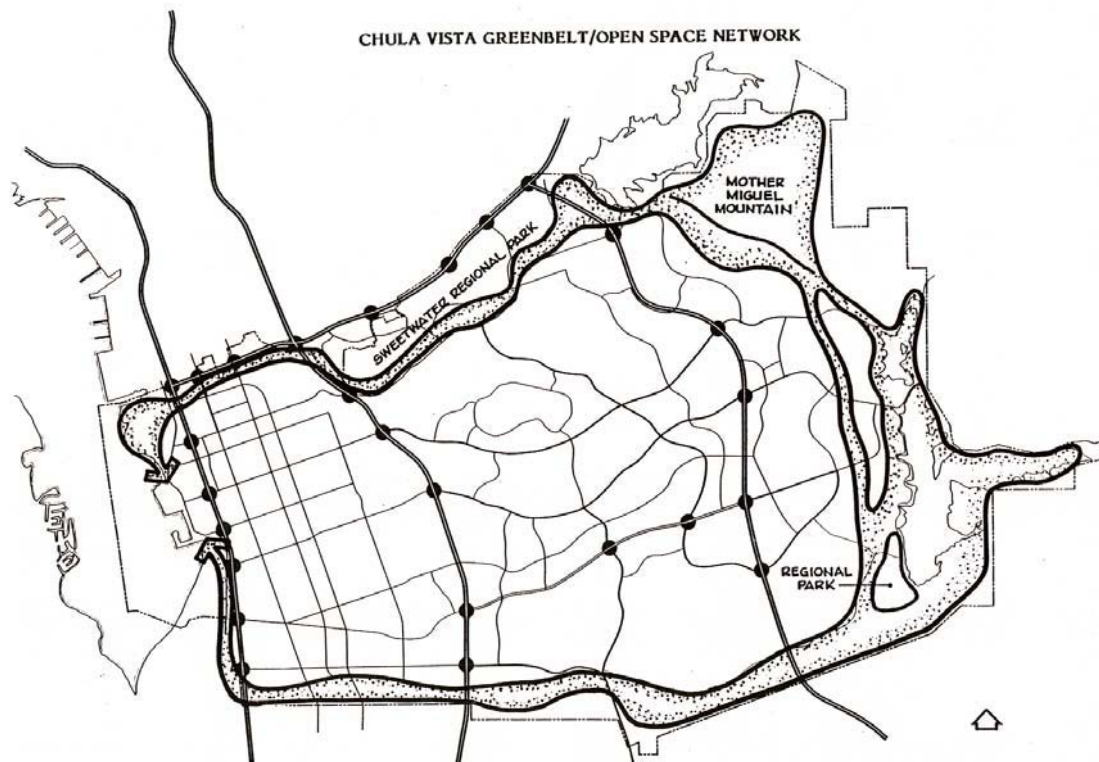 CHULA VISTA GREENBELT/OPEN SPACE NETWORK
MOTHER
MIGUEL
MOUNTAIN
SWEETWATER REGIONAL PARK
REGIONAL
PARK